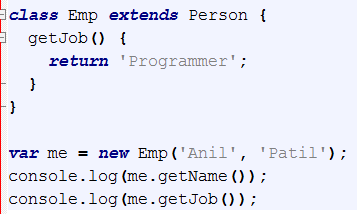 class Emp extends Person {
getJob() {
return 'Programmer';
}
}
var me = new Emp('Anil', 'Patil');
console.log(me.getName());
console.log(me.getJob());